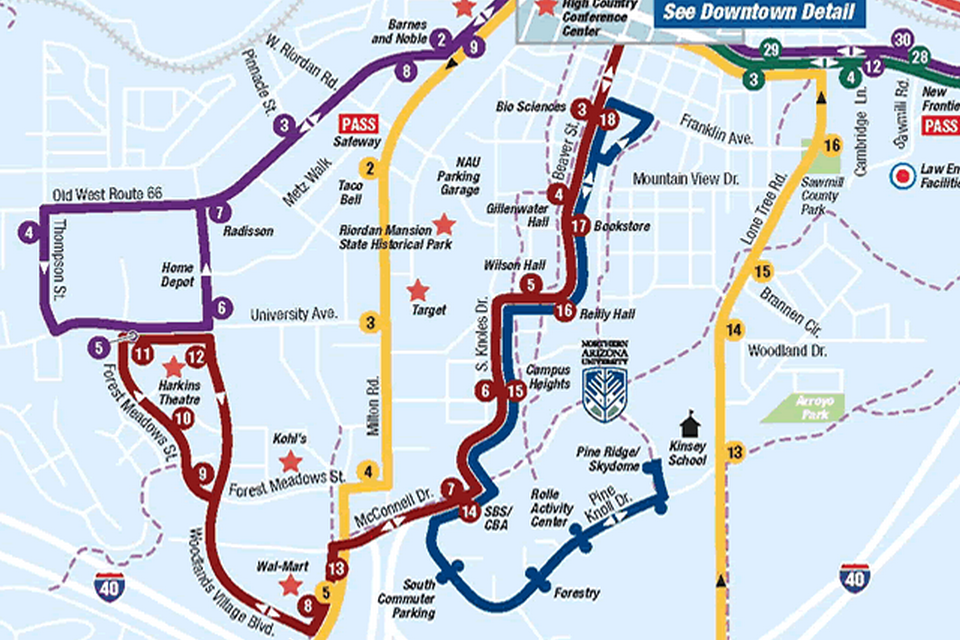 High Country
Conference
Center
See Downtown Detail
Barnes
and Noble
2
9
8
W. Riordan Rd.
Pinnacle St.
3
PASS
Safeway
2
Taco
Bell
Metz Walk
NAU
Parking
Garage
Riordan Mansion
State Historical Park
Target
Bio Sciences
3
18
Beaver St.
Franklin Ave.
Mountain View Dr.
4
Gillenwater
Hall
17
Bookstore
Wilson Hall
5
16
Reilly Hall
29
3
4
12
30
28
New
PASS
Cambridge Ln.
Sawmill Rd.
16
Sawmill
County
Park
Lone Tree Rd.
15
Brannen Cir.
14
Woodland Dr.
Arroyo
Park
13
Old West Route 66
4
Thompson St.
7
Radisson
Home
Depot
6
University Ave.
3
5
11
12
Harkins
Theatre
10
Forest Meadows St.
9
Kohl's
Forest Meadows St.
Milton Rd.
4
S. Knoles Dr.
6
15
Campus
Heights
NORTHERN
ARIZONA
UNIVERSITY
Kinsey
School
Pine Ridge/
Skydome
Rolle
Activity
Center
Pine
Knoll Dr.
McConnell Dr.
7
14
SBS/
CBA
South
Commuter
Parking
Forestry
Woodlands Village Blvd.
Wal-Mart
13
5
8
40
40